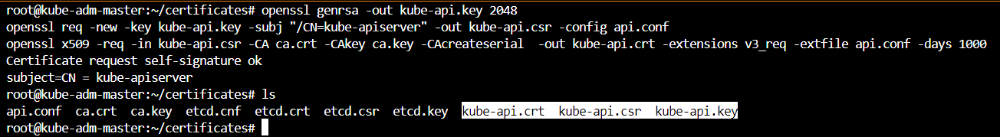 root@kube-adm-master:~/certificates# openssl genrsa -out kube-api.key 2048
openssl req -new -key kube-api.key -subj "/CN=kube-apiserver" -out kube-api.csr -config api.conf
openssl x509 -req -in kube-api.csr -CA ca.crt -CAkey ca.key -CAcreateserial  -out kube-api.crt -extensions v3_req -extfile api.conf -days 1000
Certificate request self-signature ok
subject=CN = kube-apiserver
root@kube-adm-master:~/certificates# ls
api.conf  ca.crt  ca.key  etcd.cnf  etcd.crt  etcd.csr  etcd.key  kube-api.crt  kube-api.csr  kube-api.key
root@kube-adm-master:~/certificates#